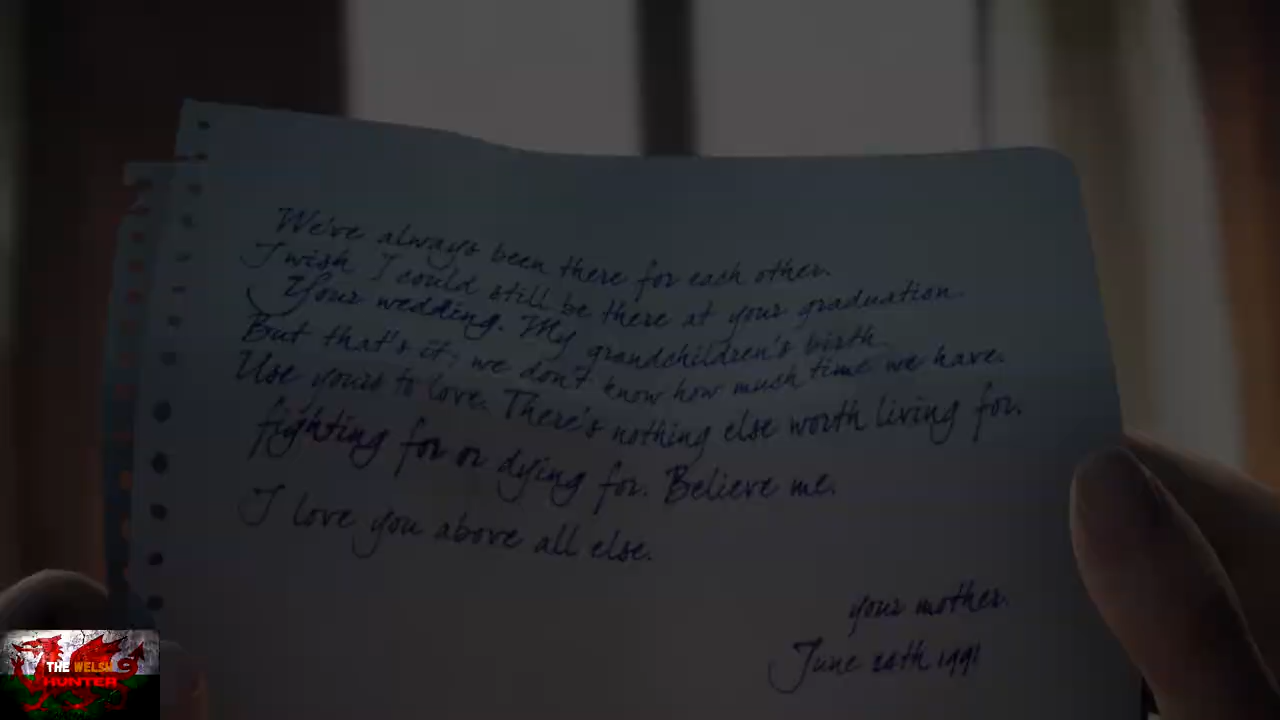 We've always been there for each other.
I wish I could still be there at your graduation.
Your wedding. My grandchildren's birth.
But that's it, we don't know how much time we have.
Use yours to love. There's nothing else worth living for.
fighting for or dying for. Believe me.
I love you above all else.
your mother.
June 24th 1991
THE WELSH
HUNTER